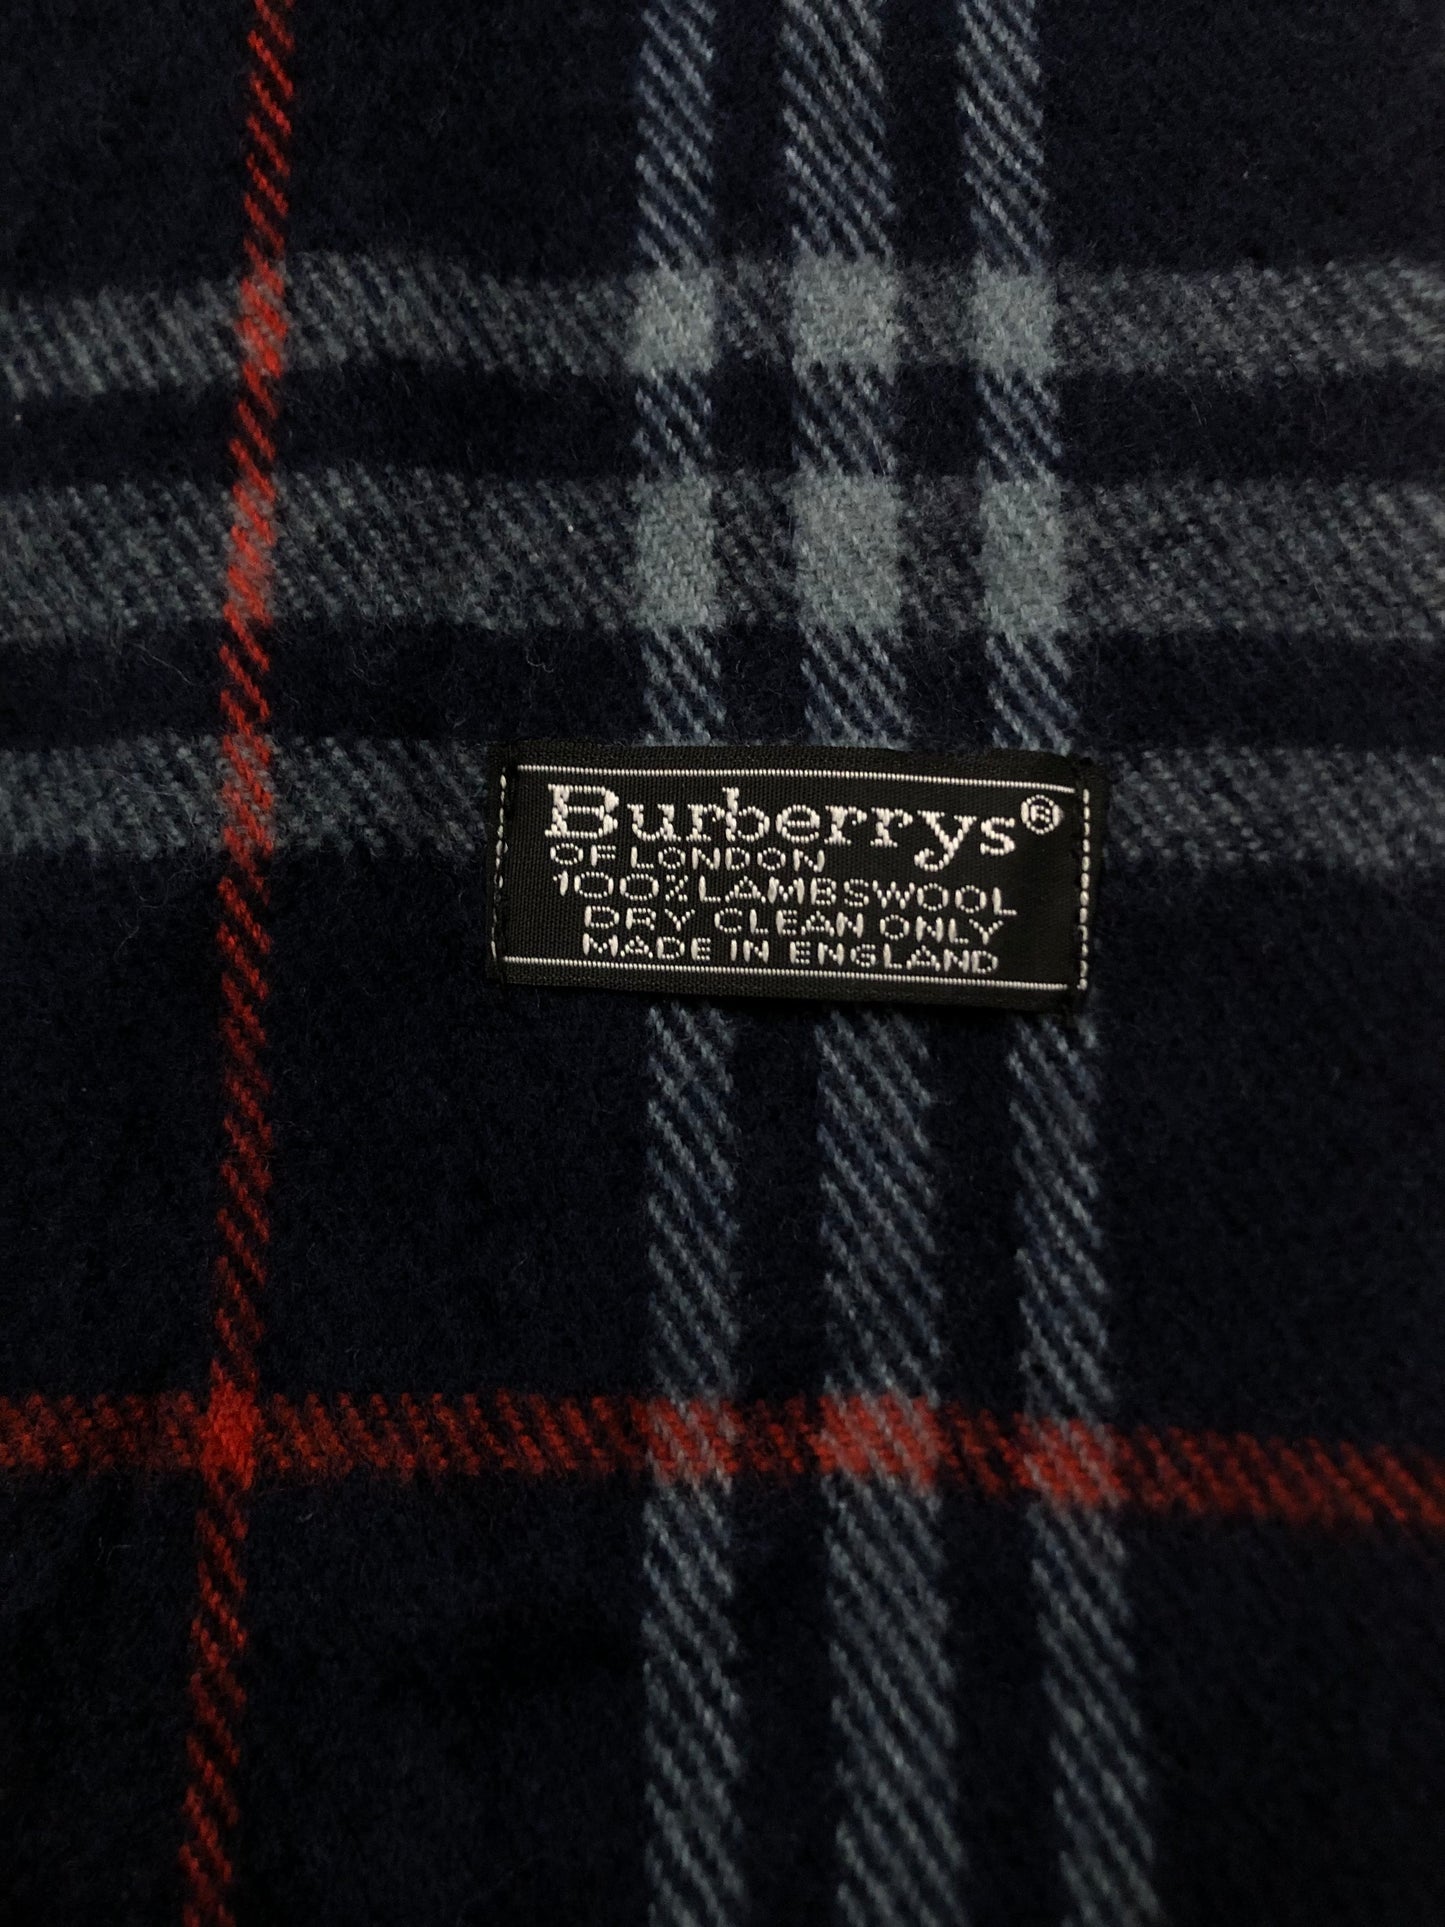 Burberrys®
OF LONDON
100% LAMBSWOOL
DRY CLEAN ONLY
MADE IN ENGLAND